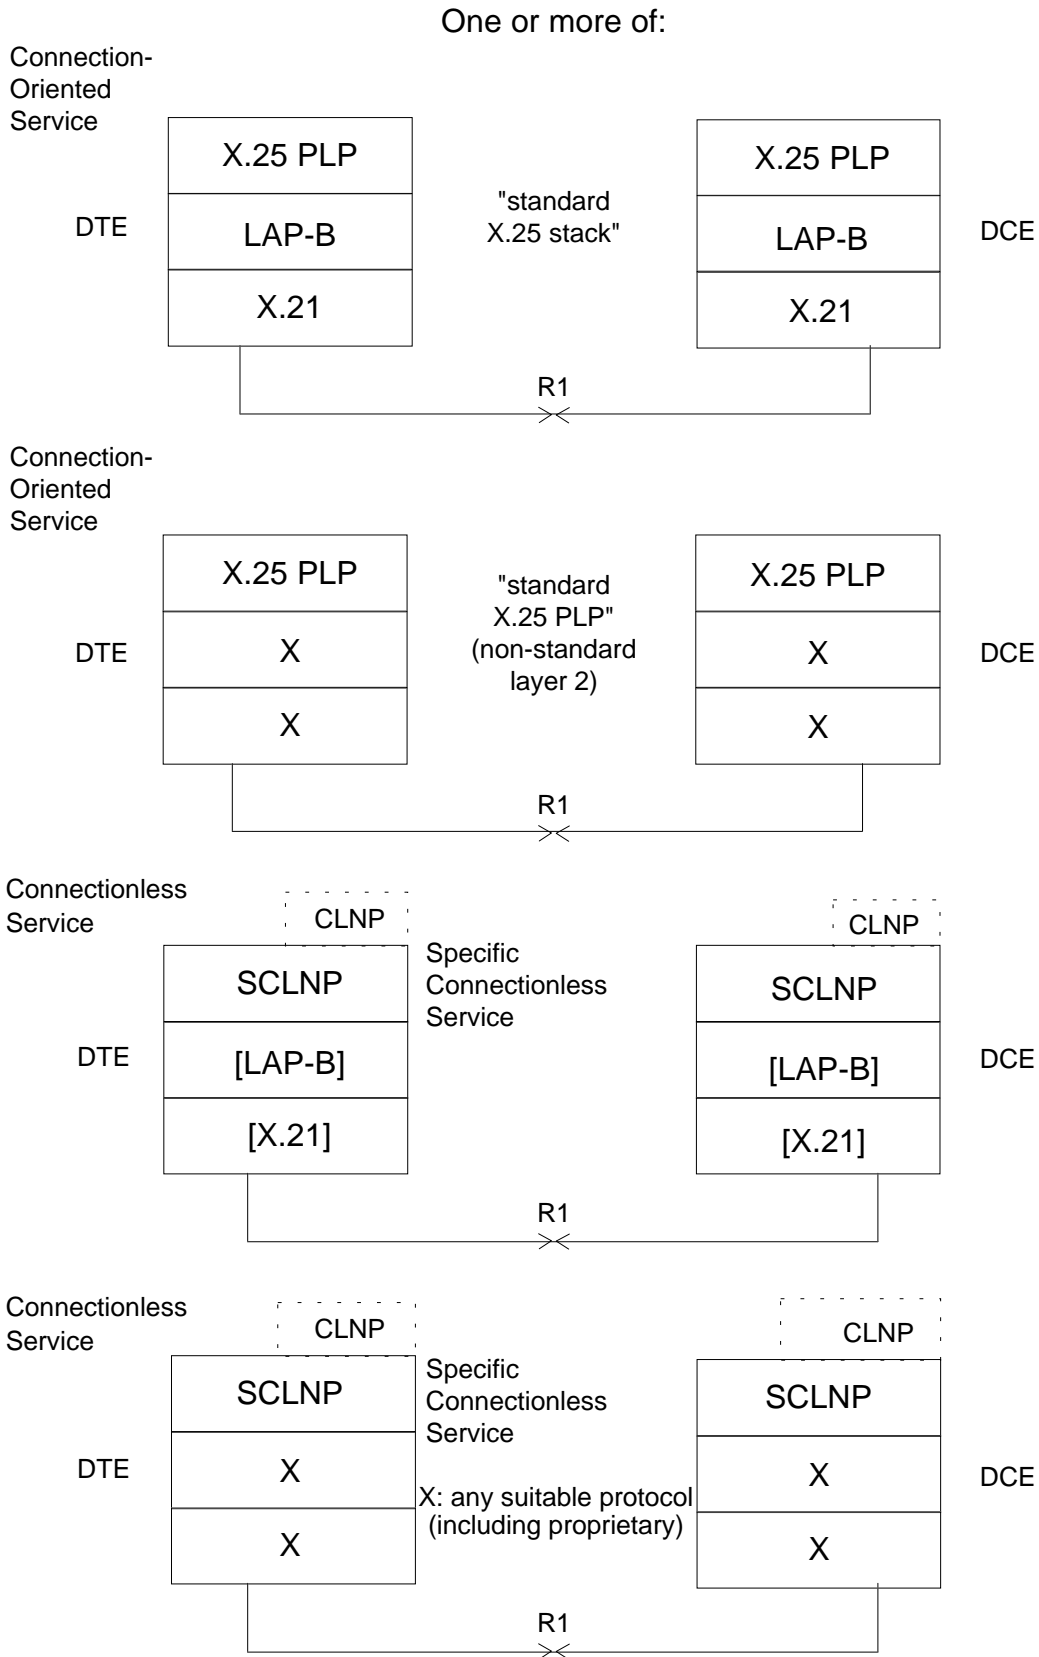 One or more of:
Connection-
Oriented
Service
X.25 PLP
X.25 PLP
"standard
X.25 stack"
DTE
LAP-B
LAP-B
DCE
X.21
X.21
R1
Connection-
Oriented
Service
X.25 PLP
X.25 PLP
"standard
X.25 PLP"
(non-standard
layer 2)
DTE
X
X
DCE
X
X
R1
Connectionless
Service
CLNP
CLNP
Specific
Connectionless
Service
SCLNP
SCLNP
DTE
[LAP-B]
[LAP-B]
DCE
[X.21]
[X.21]
R1
Connectionless
Service
CLNP
CLNP
Specific
Connectionless
Service
SCLNP
SCLNP
DTE
X
X
DCE
X: any suitable protocol
(including proprietary)
X
X
R1